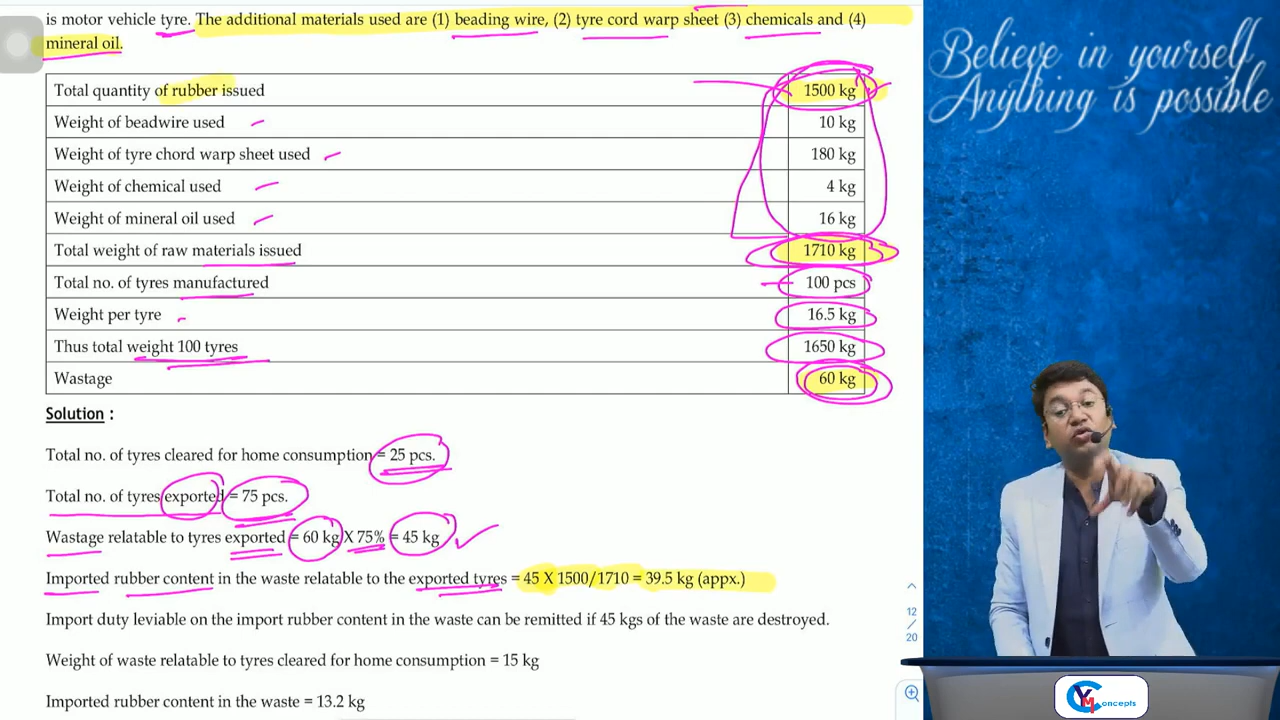 is motor vehicle tyre. The additional materials used are (1) beading wire, (2) tyre cord warp sheet (3) chemicals and (4)
mineral oil.
Total quantity of rubber issued 1500 kg
Weight of beadwire used 10 kg
Weight of tyre chord warp sheet used 180 kg
Weight of chemical used 4 kg
Weight of mineral oil used 16 kg
Total weight of raw materials issued 1710 kg
Total no. of tyres manufactured 100 pcs
Weight per tyre 16.5 kg
Thus total weight 100 tyres 1650 kg
Wastage 60 kg
Solution :
Total no. of tyres cleared for home consumption = 25 pcs.
Total no. of tyres exported = 75 pcs.
Wastage relatable to tyres exported = 60 kg X 75% = 45 kg
Imported rubber content in the waste relatable to the exported tyres = 45 X 1500/1710 = 39.5 kg (appx.)
Import duty leviable on the import rubber content in the waste can be remitted if 45 kgs of the waste are destroyed.
Weight of waste relatable to tyres cleared for home consumption = 15 kg
Imported rubber content in the waste = 13.2 kg
12
/
20
Believe in yourself
Anything is possible
YMConcepts